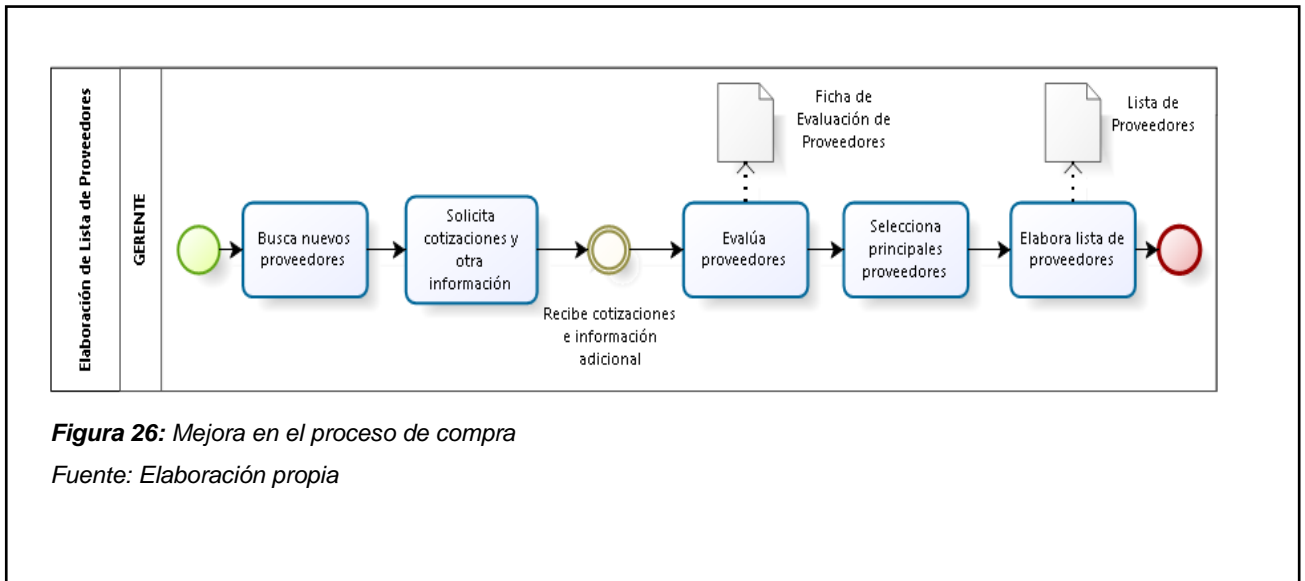 Elaboración de Lista de Proveedores
GERENTE
Busca nuevos
proveedores
Solicita
cotizaciones y
otra
información
Recibe cotizaciones
e información
adicional
Ficha de
Evaluación de
Proveedores
Evalúa
proveedores
Selecciona
principales
proveedores
Lista de
Proveedores
Elabora lista de
proveedores
Figura 26: Mejora en el proceso de compra
Fuente: Elaboración propia